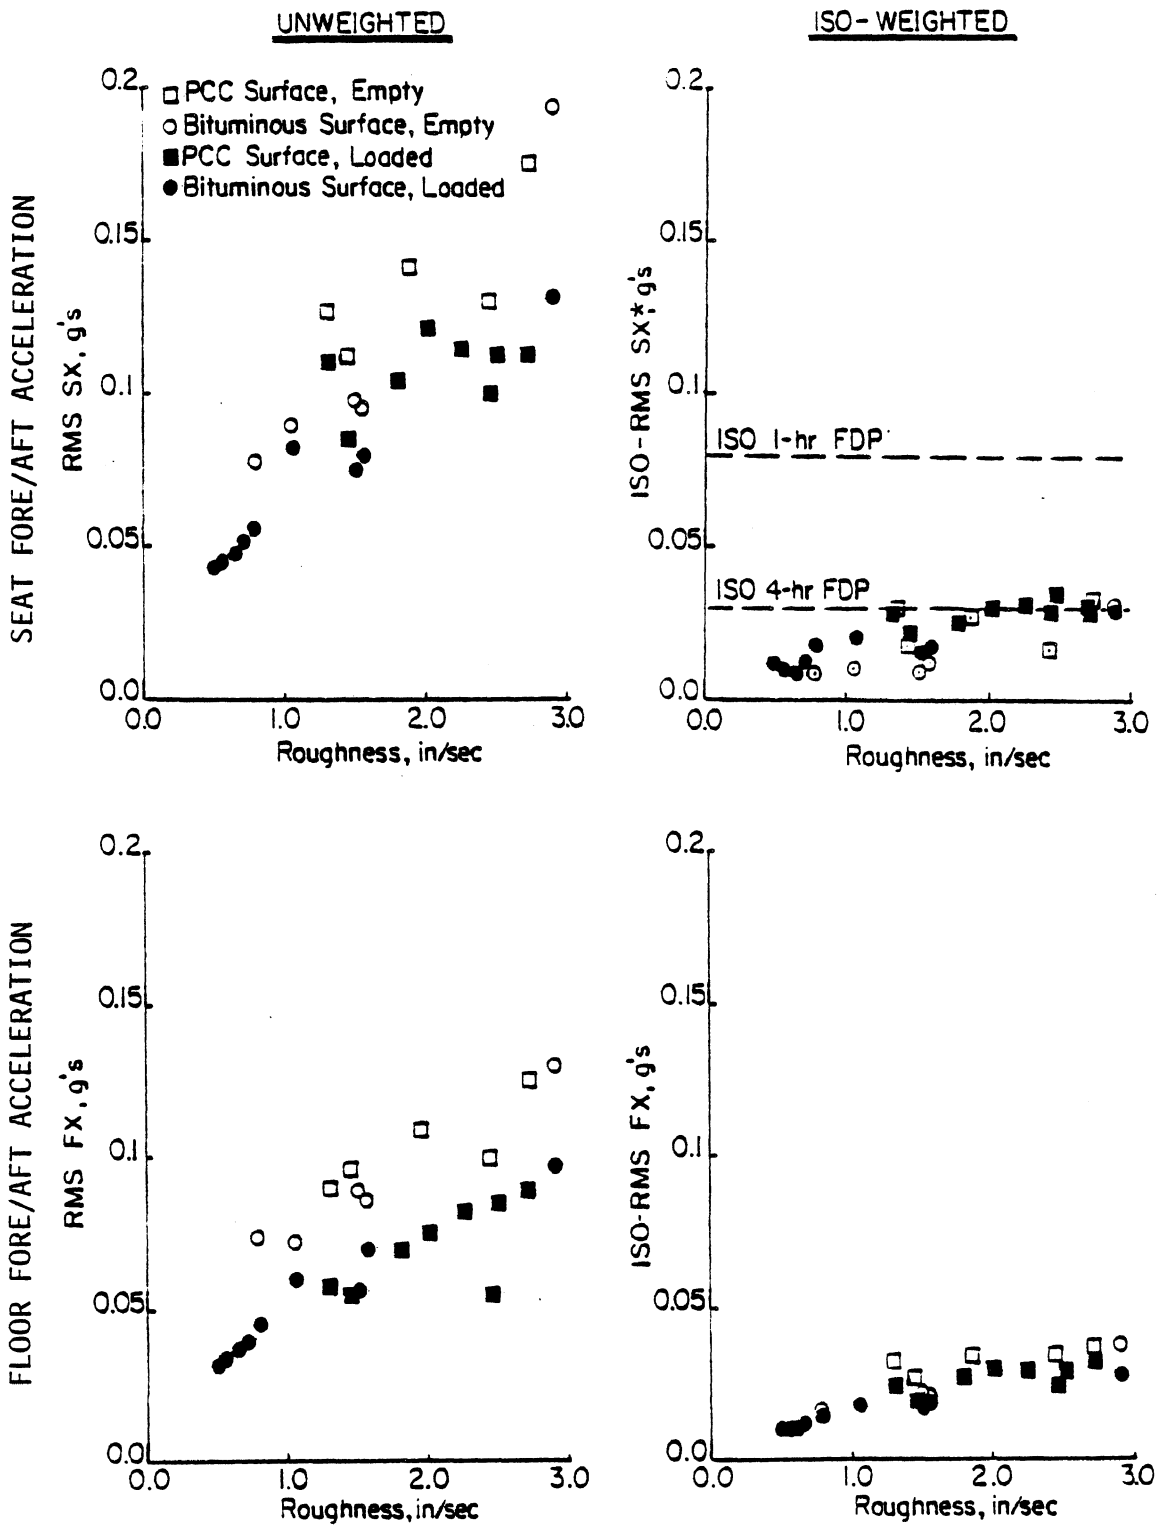 UNWEIGHTED
ISO-WEIGHTED
SEAT FORE/AFT ACCELERATION
RMS SX, g's
0.2
0.15
0.1
0.05
0.0
□ PCC Surface, Empty
○ Bituminous Surface, Empty
■ PCC Surface, Loaded
● Bituminous Surface, Loaded
0.0 1.0 2.0 3.0
Roughness, in/sec
ISO-RMS SX*, g's
0.2
0.15
0.1
0.05
0.0
ISO 1-hr FDP
ISO 4-hr FDP
0.0 1.0 2.0 3.0
Roughness, in/sec
FLOOR FORE/AFT ACCELERATION
RMS FX, g's
0.2
0.15
0.1
0.05
0.0
0.0 1.0 2.0 3.0
Roughness, in/sec
ISO-RMS FX, g's
0.2
0.15
0.1
0.05
0.0
0.0 1.0 2.0 3.0
Roughness, in/sec